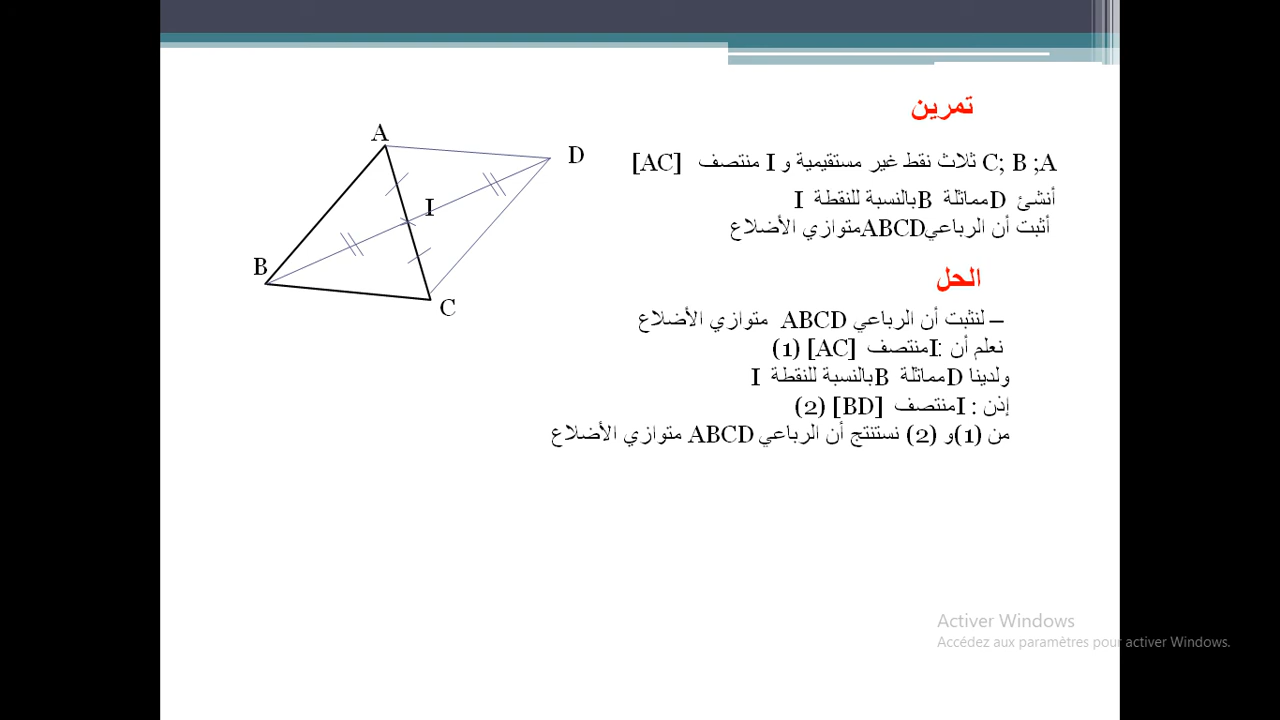 تمرين
C; B ;A ثلاث نقط غير مستقيمية و I منتصف [AC]
أنشئ D مماثلة B بالنسبة للنقطة I
أثبت أن الرباعي ABCD متوازي الأضلاع
الحل
– لنثبت أن الرباعي ABCD متوازي الأضلاع
نعلم أن :I منتصف [AC] (1)
ولدينا D مماثلة B بالنسبة للنقطة I
إذن : I منتصف [BD] (2)
من (1) و (2) نستنتج أن الرباعي ABCD متوازي الأضلاع
A
D
I
B
C
Activer Windows
Accédez aux paramètres pour activer Windows.